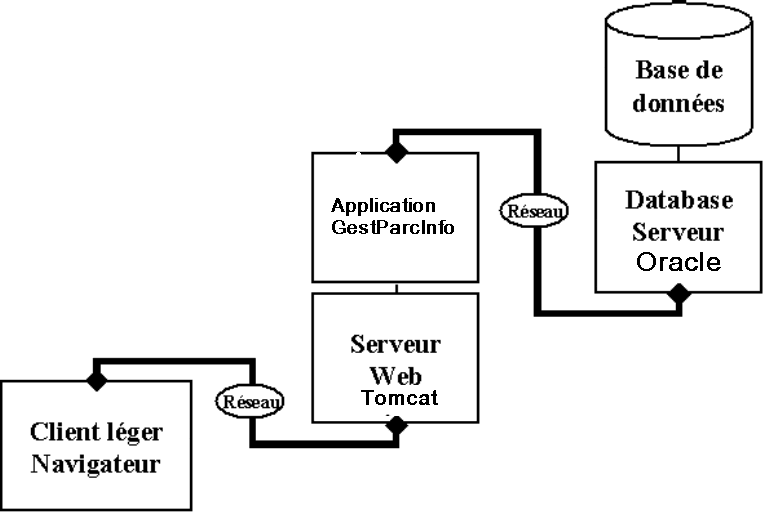 Base de
données
Application
GestParcInfo
Réseau
Database
Serveur
Oracle
Serveur
Web
Tomcat
Réseau
Client léger
Navigateur